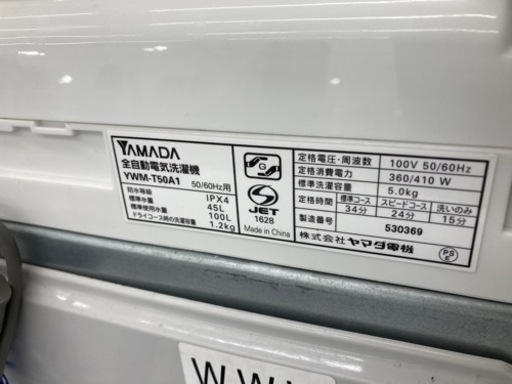 YAMADA
全自動電気洗濯機
YWM-T50A1 50/60Hz用
防水等級 IPX4
標準水量 45L
標準使用水量 100L
ドライコース時の洗濯容量 1.2kg
G
JET
1628
Made in China
定格電圧・周波数 100V 50/60Hz
定格消費電力 360/410 W
標準洗濯容量 5.0kg
定格時間 標準コース スピードコース 洗いのみ
34分 24分 15分
製造番号 530369
株式会社ヤマダ電機
PS
E